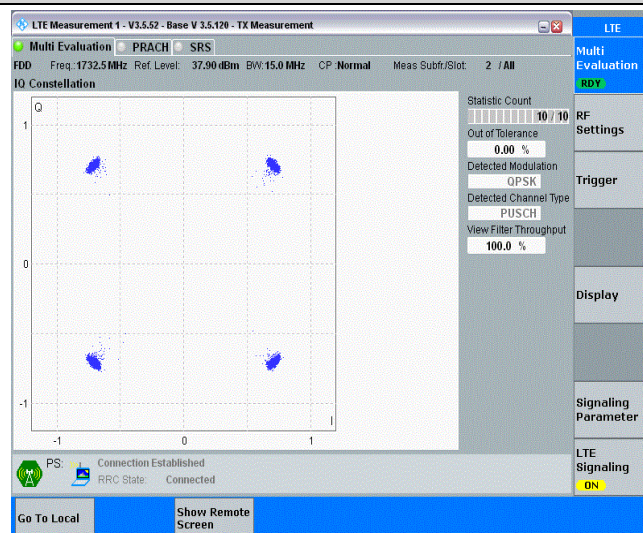 LTE Measurement 1 - V3.5.52 - Base V 3.5.120 - TX Measurement
LTE
Multi Evaluation PRACH SRS
Multi
Evaluation
RDY
FDD Freq.:1732.5 MHz Ref. Level: 37.90 dBm BW:15.0 MHz CP :Normal Meas Subfr./Slot: 2 / All
IQ Constellation
Q
Statistic Count
10 / 10
Out of Tolerance
0.00 %
Detected Modulation
QPSK
Detected Channel Type
PUSCH
View Filter Throughput
100.0 %
RF
Settings
Trigger
Display
Signaling
Parameter
LTE
Signaling
ON
1
0
-1
I
-1 0 1
PS: Connection Established
RRC State: Connected
Go To Local
Show Remote
Screen